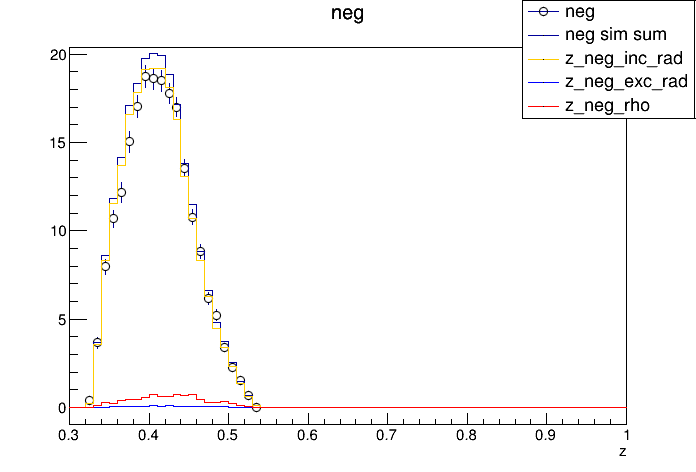 neg
neg
neg sim sum
z_neg_inc_rad
z_neg_exc_rad
z_neg_rho
20
15
10
5
0
0.3 0.4 0.5 0.6 0.7 0.8 0.9 1
z